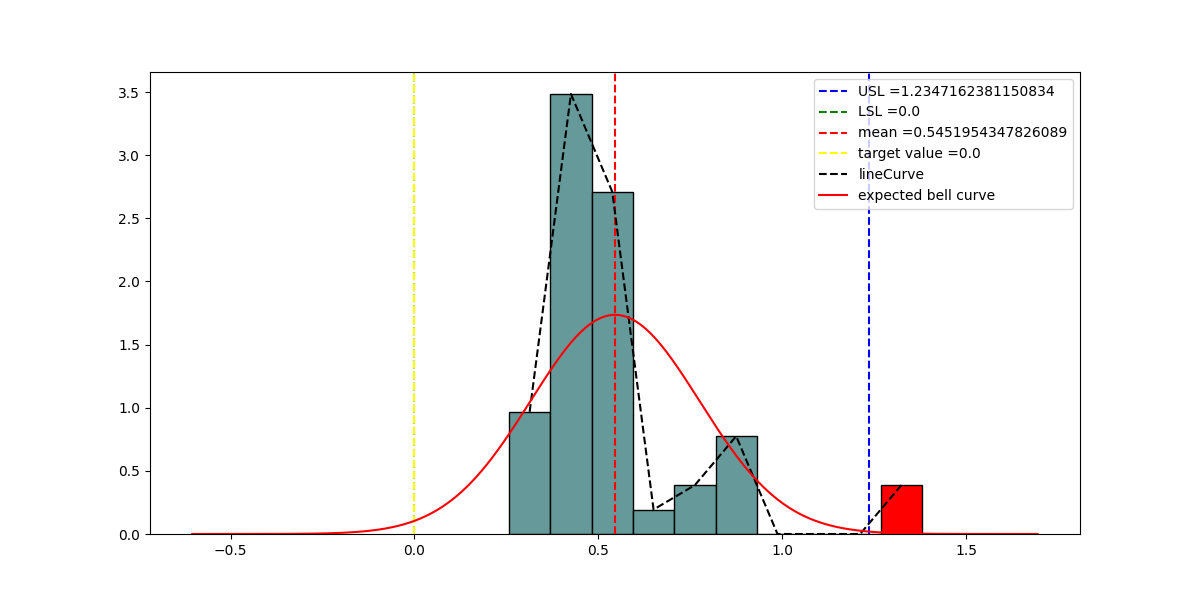 3.5
3.0
2.5
2.0
1.5
1.0
0.5
0.0
−0.5
0.0
0.5
1.0
1.5
USL =1.2347162381150834
LSL =0.0
mean =0.5451954347826089
target value =0.0
lineCurve
expected bell curve